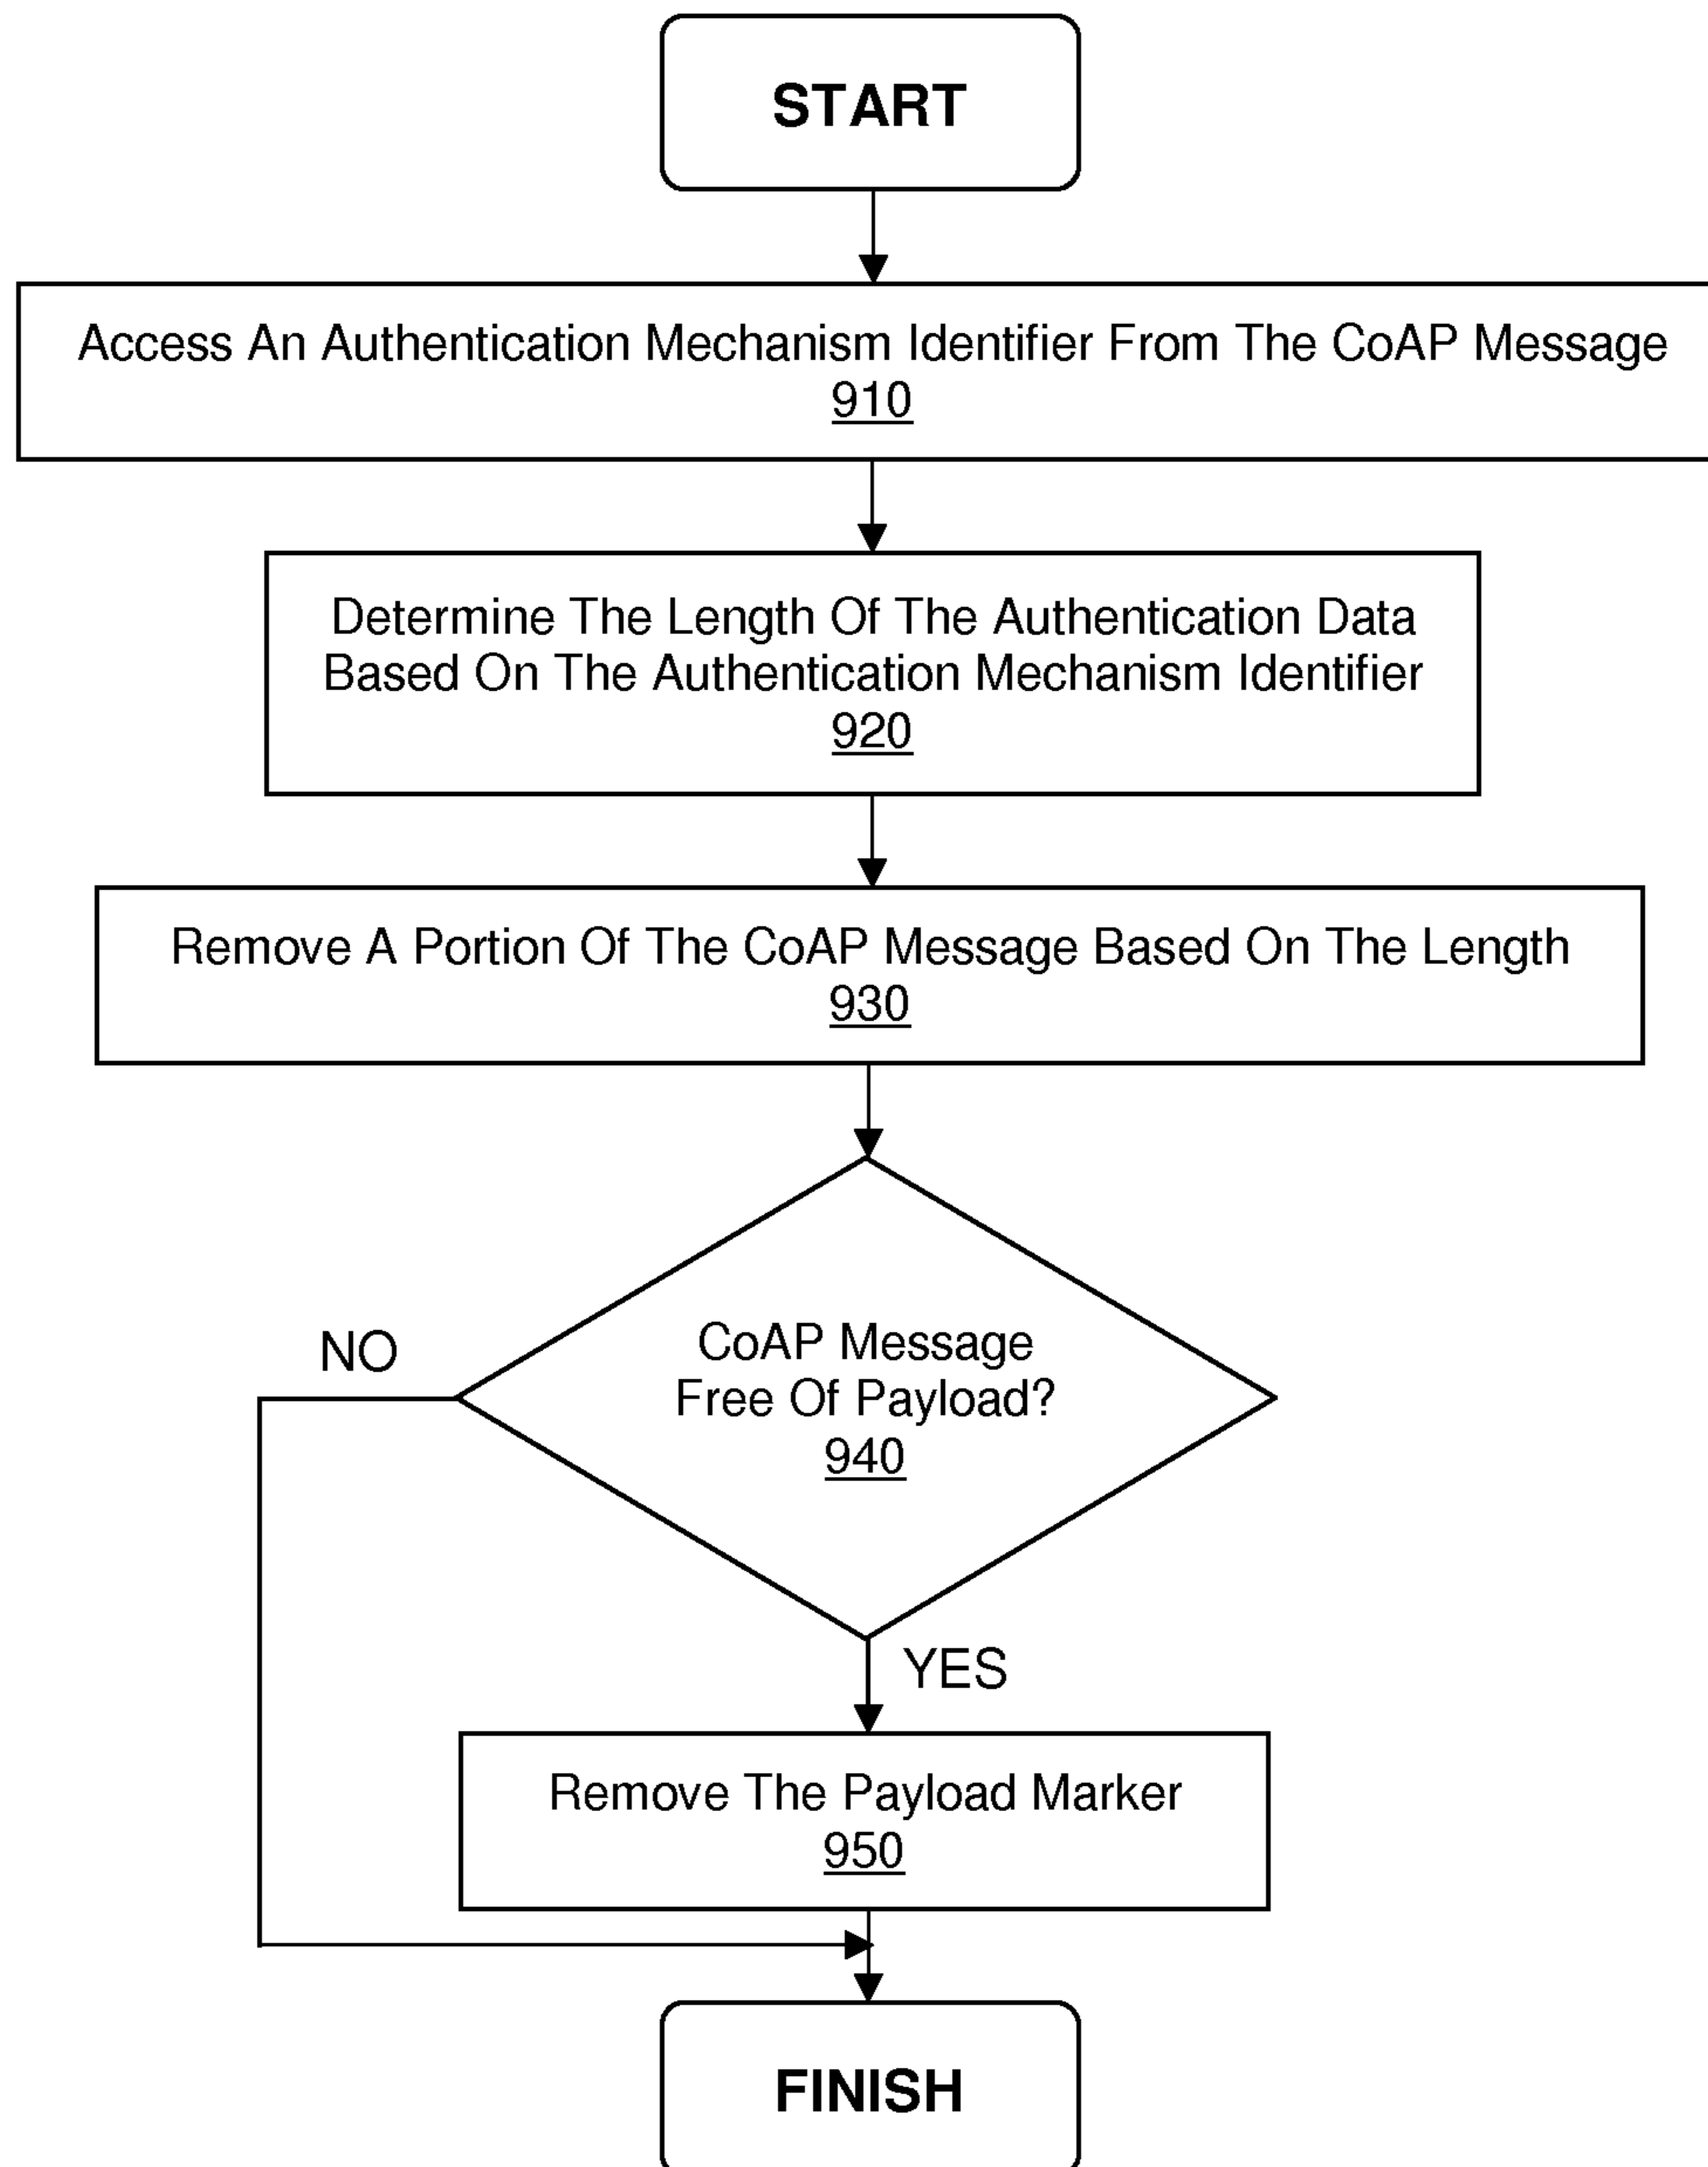 START
Access An Authentication Mechanism Identifier From The CoAP Message
910
Determine The Length Of The Authentication Data
Based On The Authentication Mechanism Identifier
920
Remove A Portion Of The CoAP Message Based On The Length
930
CoAP Message
Free Of Payload?
940
NO
YES
Remove The Payload Marker
950
FINISH